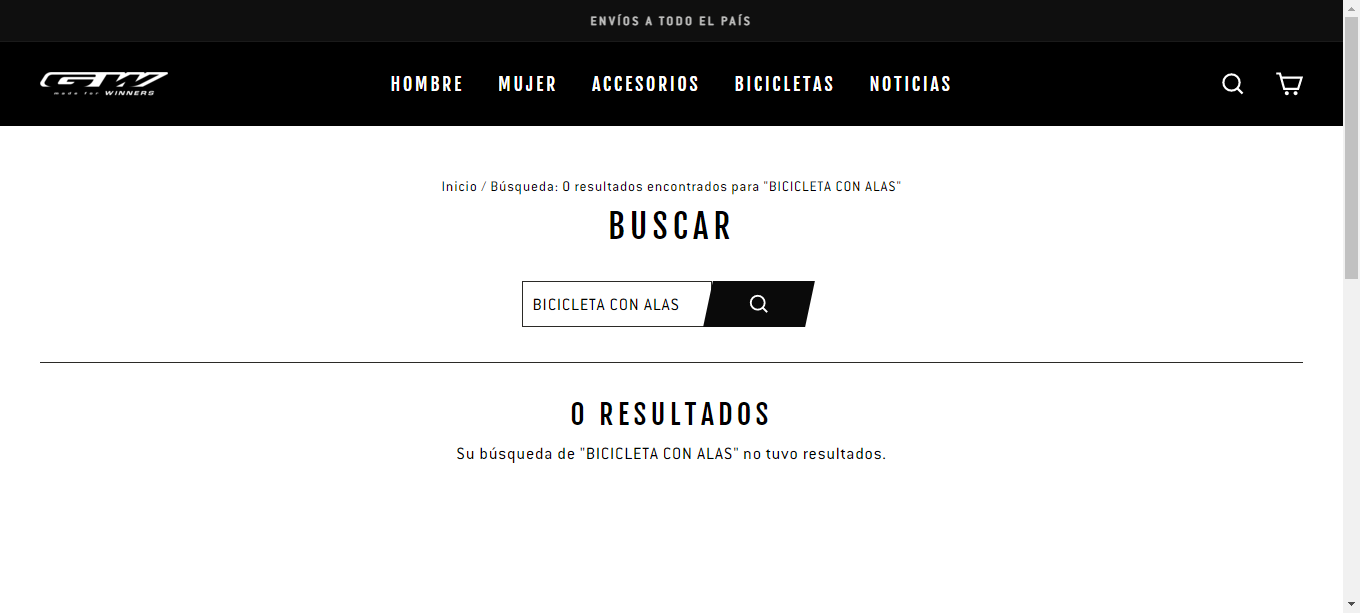 ENVÍOS A TODO EL PAÍS
GW
made for WINNERS
HOMBRE MUJER ACCESORIOS BICICLETAS NOTICIAS
Inicio / Búsqueda: 0 resultados encontrados para "BICICLETA CON ALAS"
BUSCAR
BICICLETA CON ALAS
0 RESULTADOS
Su búsqueda de "BICICLETA CON ALAS" no tuvo resultados.